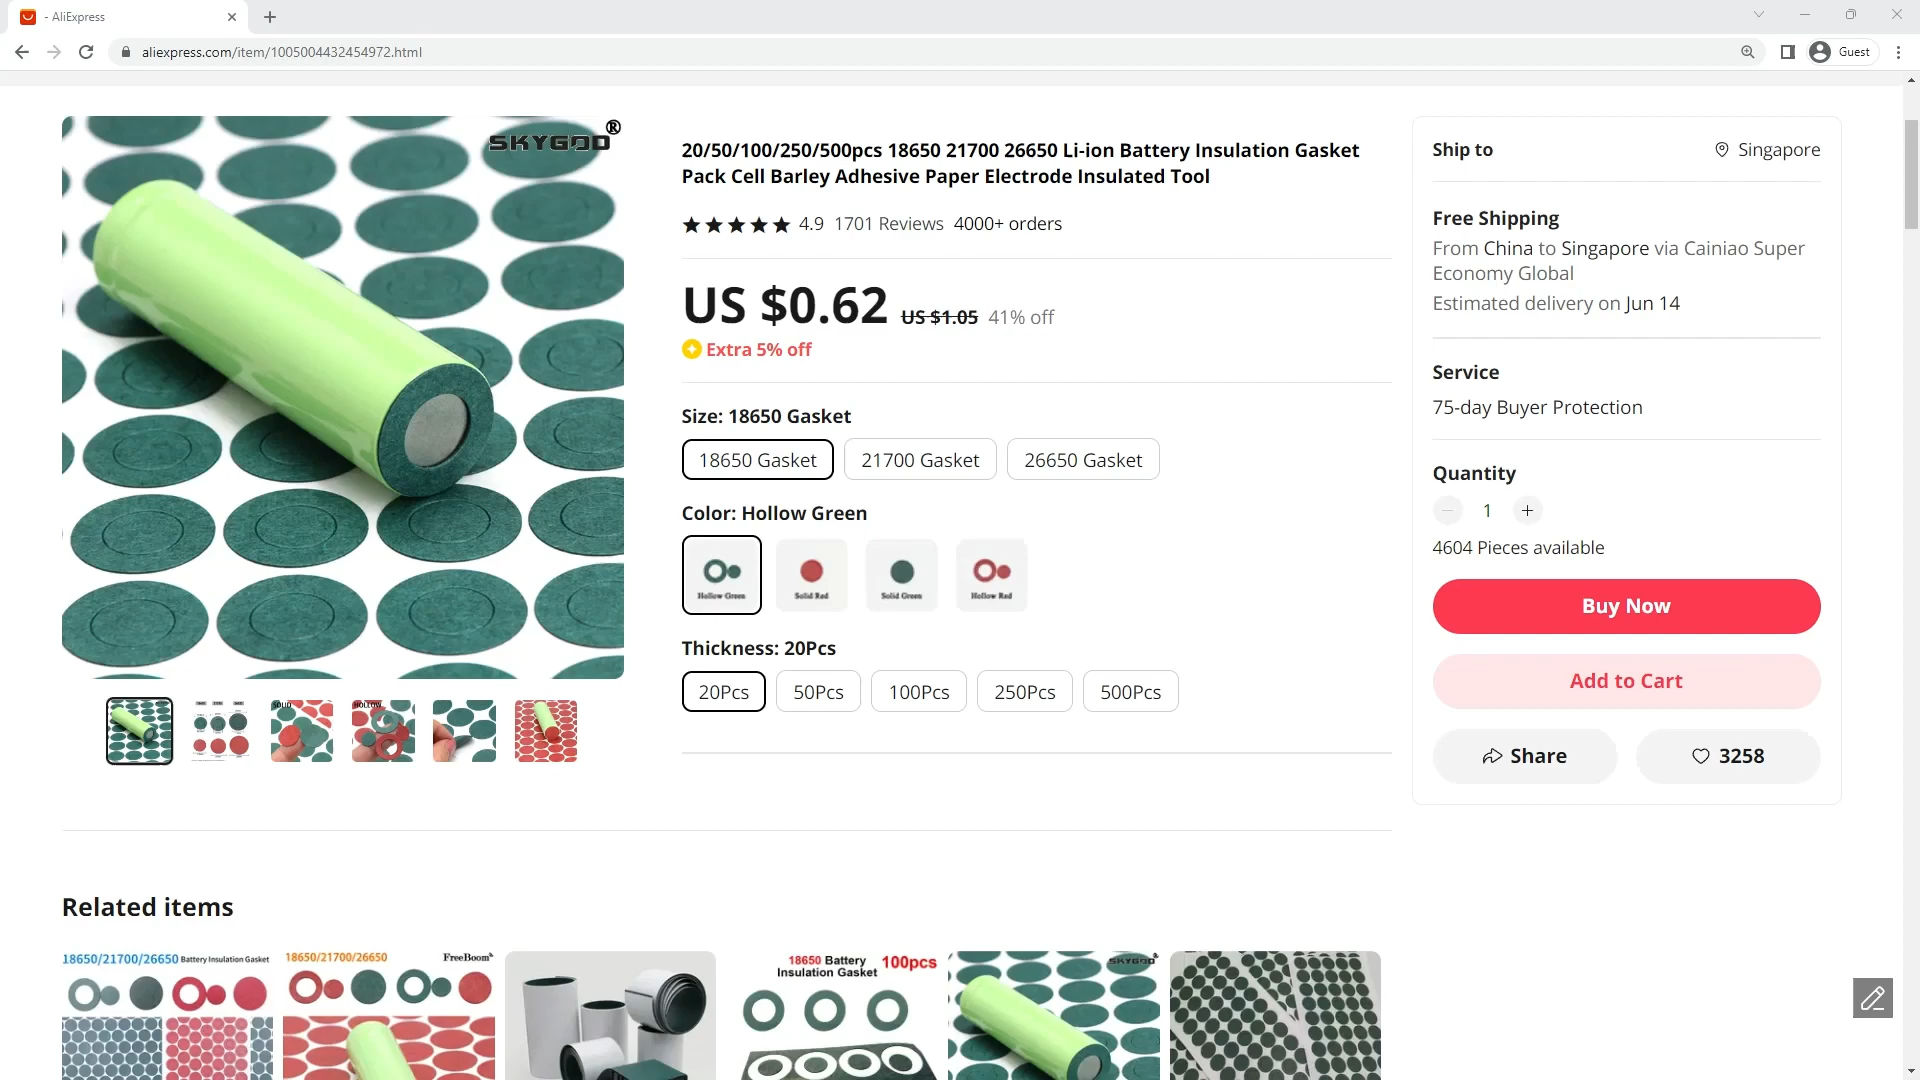 - AliExpress
aliexpress.com/item/1005004432454972.html
Guest
SKYGOD®
20/50/100/250/500pcs 18650 21700 26650 Li-ion Battery Insulation Gasket
Pack Cell Barley Adhesive Paper Electrode Insulated Tool
4.9 1701 Reviews 4000+ orders
US $0.62 US $1.05 41% off
Extra 5% off
Size: 18650 Gasket
18650 Gasket 21700 Gasket 26650 Gasket
Color: Hollow Green
Hollow Green Solid Red Solid Green Hollow Red
Thickness: 20Pcs
20Pcs 50Pcs 100Pcs 250Pcs 500Pcs
SOLID HOLLOW
Ship to Singapore
Free Shipping
From China to Singapore via Cainiao Super
Economy Global
Estimated delivery on Jun 14
Service
75-day Buyer Protection
Quantity
1
4604 Pieces available
Buy Now
Add to Cart
Share 3258
Related items
18650/21700/26650 Battery Insulation Gasket
18650/21700/26650 FreeBoom
18650 Battery
Insulation Gasket 100pcs
SKYGOD